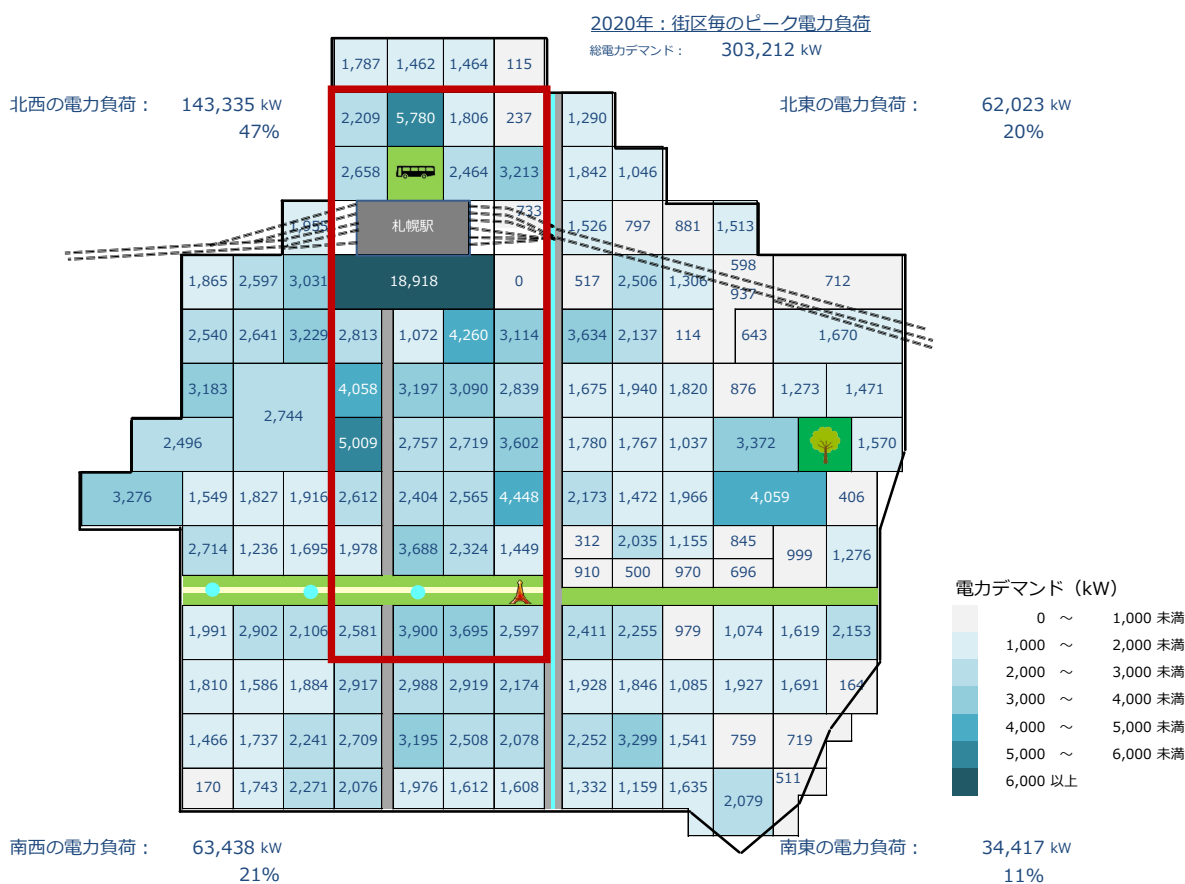 2020年：街区毎のピーク電力負荷
総電力デマンド： 303,212 kW
北西の電力負荷： 143,335 kW
47%
北東の電力負荷： 62,023 kW
20%
1,787 1,462 1,464 115
2,209 5,780 1,806 237 1,290
2,658 2,464 3,213 1,842 1,046
1,955 札幌駅 733 1,526 797 881 1,513
1,865 2,597 3,031 18,918 0 517 2,506 1,306 598 712
937
2,540 2,641 3,229 2,813 1,072 4,260 3,114 3,634 2,137 114 643 1,670
3,183 2,744 4,058 3,197 3,090 2,839 1,675 1,940 1,820 876 1,273 1,471
2,496 5,009 2,757 2,719 3,602 1,780 1,767 1,037 3,372 1,570
3,276 1,549 1,827 1,916 2,612 2,404 2,565 4,448 2,173 1,472 1,966 4,059 406
2,714 1,236 1,695 1,978 3,688 2,324 1,449 312 2,035 1,155 845 999 1,276
910 500 970 696
1,991 2,902 2,106 2,581 3,900 3,695 2,597 2,411 2,255 979 1,074 1,619 2,153
1,810 1,586 1,884 2,917 2,988 2,919 2,174 1,928 1,846 1,085 1,927 1,691 164
1,466 1,737 2,241 2,709 3,195 2,508 2,078 2,252 3,299 1,541 759 719
170 1,743 2,271 2,076 1,976 1,612 1,608 1,332 1,159 1,635 2,079 511
電力デマンド（kW）
0 ～ 1,000 未満
1,000 ～ 2,000 未満
2,000 ～ 3,000 未満
3,000 ～ 4,000 未満
4,000 ～ 5,000 未満
5,000 ～ 6,000 未満
6,000 以上
南西の電力負荷： 63,438 kW
21%
南東の電力負荷： 34,417 kW
11%